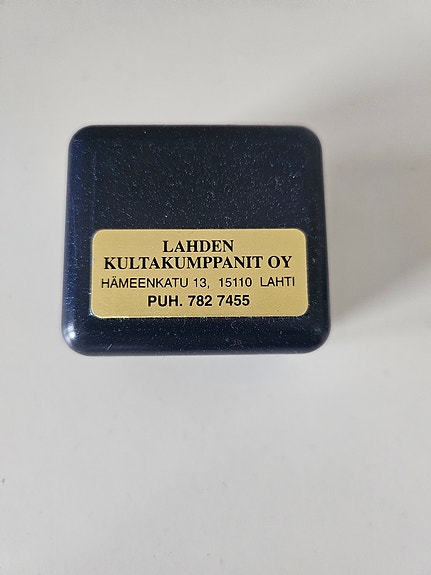 LAHDEN
KULTAKUMPPANIT OY
HÄMEENKATU 13, 15110 LAHTI
PUH. 782 7455